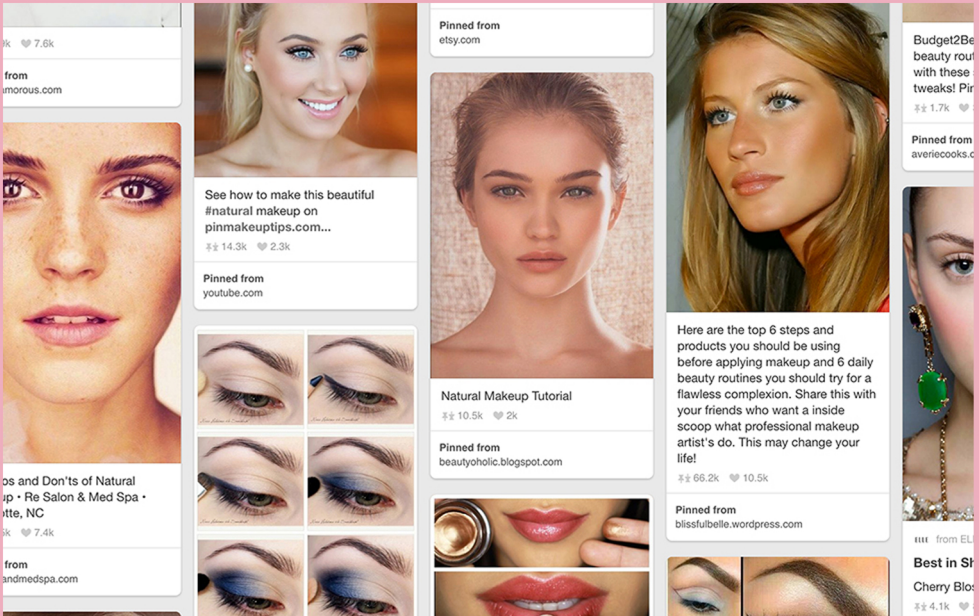 9k 7.6k
from
amorous.com
os and Don'ts of Natural
up • Re Salon & Med Spa •
otte, NC
5k 7.4k
from
andmedspa.com
See how to make this beautiful
#natural makeup on
pinmakeuptips.com...
14.3k 2.3k
Pinned from
youtube.com
Pinned from
etsy.com
Natural Makeup Tutorial
10.5k 2k
Pinned from
beautyoholic.blogspot.com
Here are the top 6 steps and
products you should be using
before applying makeup and 6 daily
beauty routines you should try for a
flawless complexion. Share this with
your friends who want a inside
scoop what professional makeup
artist's do. This may change your
life!
66.2k 10.5k
Pinned from
blissfulbelle.wordpress.com
Budget2Be
beauty rou
with these
tweaks! Pin
1.7k
Pinned from
averiecooks.c
from EL
Best in Sh
Cherry Blos
4.1k